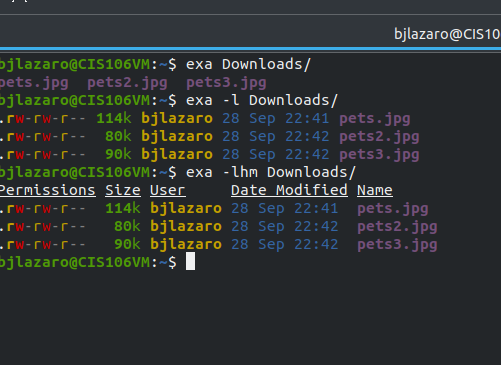 bjlazaro@CIS10
bjlazaro@CIS106VM:~$ exa Downloads/
pets.jpg pets2.jpg pets3.jpg
bjlazaro@CIS106VM:~$ exa -l Downloads/
.rw-rw-r-- 114k bjlazaro 28 Sep 22:41 pets.jpg
.rw-rw-r-- 80k bjlazaro 28 Sep 22:42 pets2.jpg
.rw-rw-r-- 90k bjlazaro 28 Sep 22:42 pets3.jpg
bjlazaro@CIS106VM:~$ exa -lhm Downloads/
Permissions Size User Date Modified Name
.rw-rw-r-- 114k bjlazaro 28 Sep 22:41 pets.jpg
.rw-rw-r-- 80k bjlazaro 28 Sep 22:42 pets2.jpg
.rw-rw-r-- 90k bjlazaro 28 Sep 22:42 pets3.jpg
bjlazaro@CIS106VM:~$